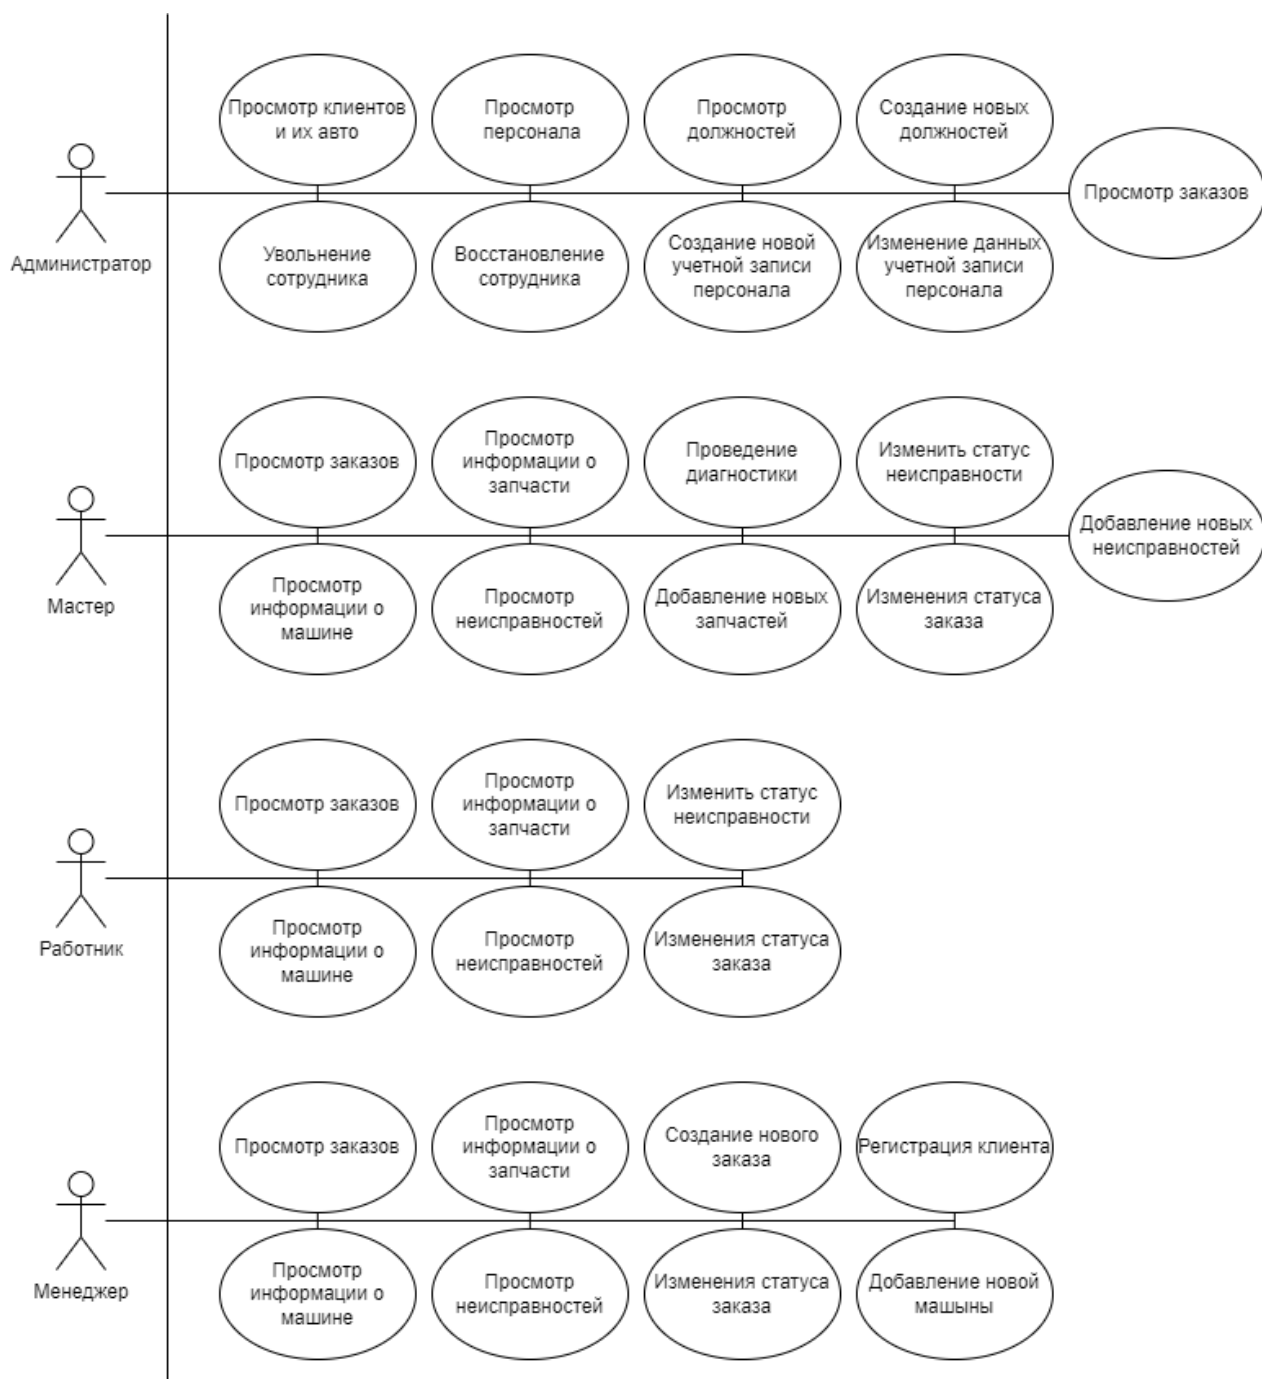 Просмотр клиентов
и их авто
Просмотр
персонала
Просмотр
должностей
Создание новых
должностей
Просмотр заказов
Администратор
Увольнение
сотрудника
Восстановление
сотрудника
Создание новой
учетной записи
персонала
Изменение данных
учетной записи
персонала
Просмотр заказов
Просмотр
информации о
запчасти
Проведение
диагностики
Изменить статус
неисправности
Добавление новых
неисправностей
Мастер
Просмотр
информации о
машине
Просмотр
неисправностей
Добавление новых
запчастей
Изменения статуса
заказа
Просмотр заказов
Просмотр
информации о
запчасти
Изменить статус
неисправности
Работник
Просмотр
информации о
машине
Просмотр
неисправностей
Изменения статуса
заказа
Просмотр заказов
Просмотр
информации о
запчасти
Создание нового
заказа
Регистрация клиента
Менеджер
Просмотр
информации о
машине
Просмотр
неисправностей
Изменения статуса
заказа
Добавление новой
машыны